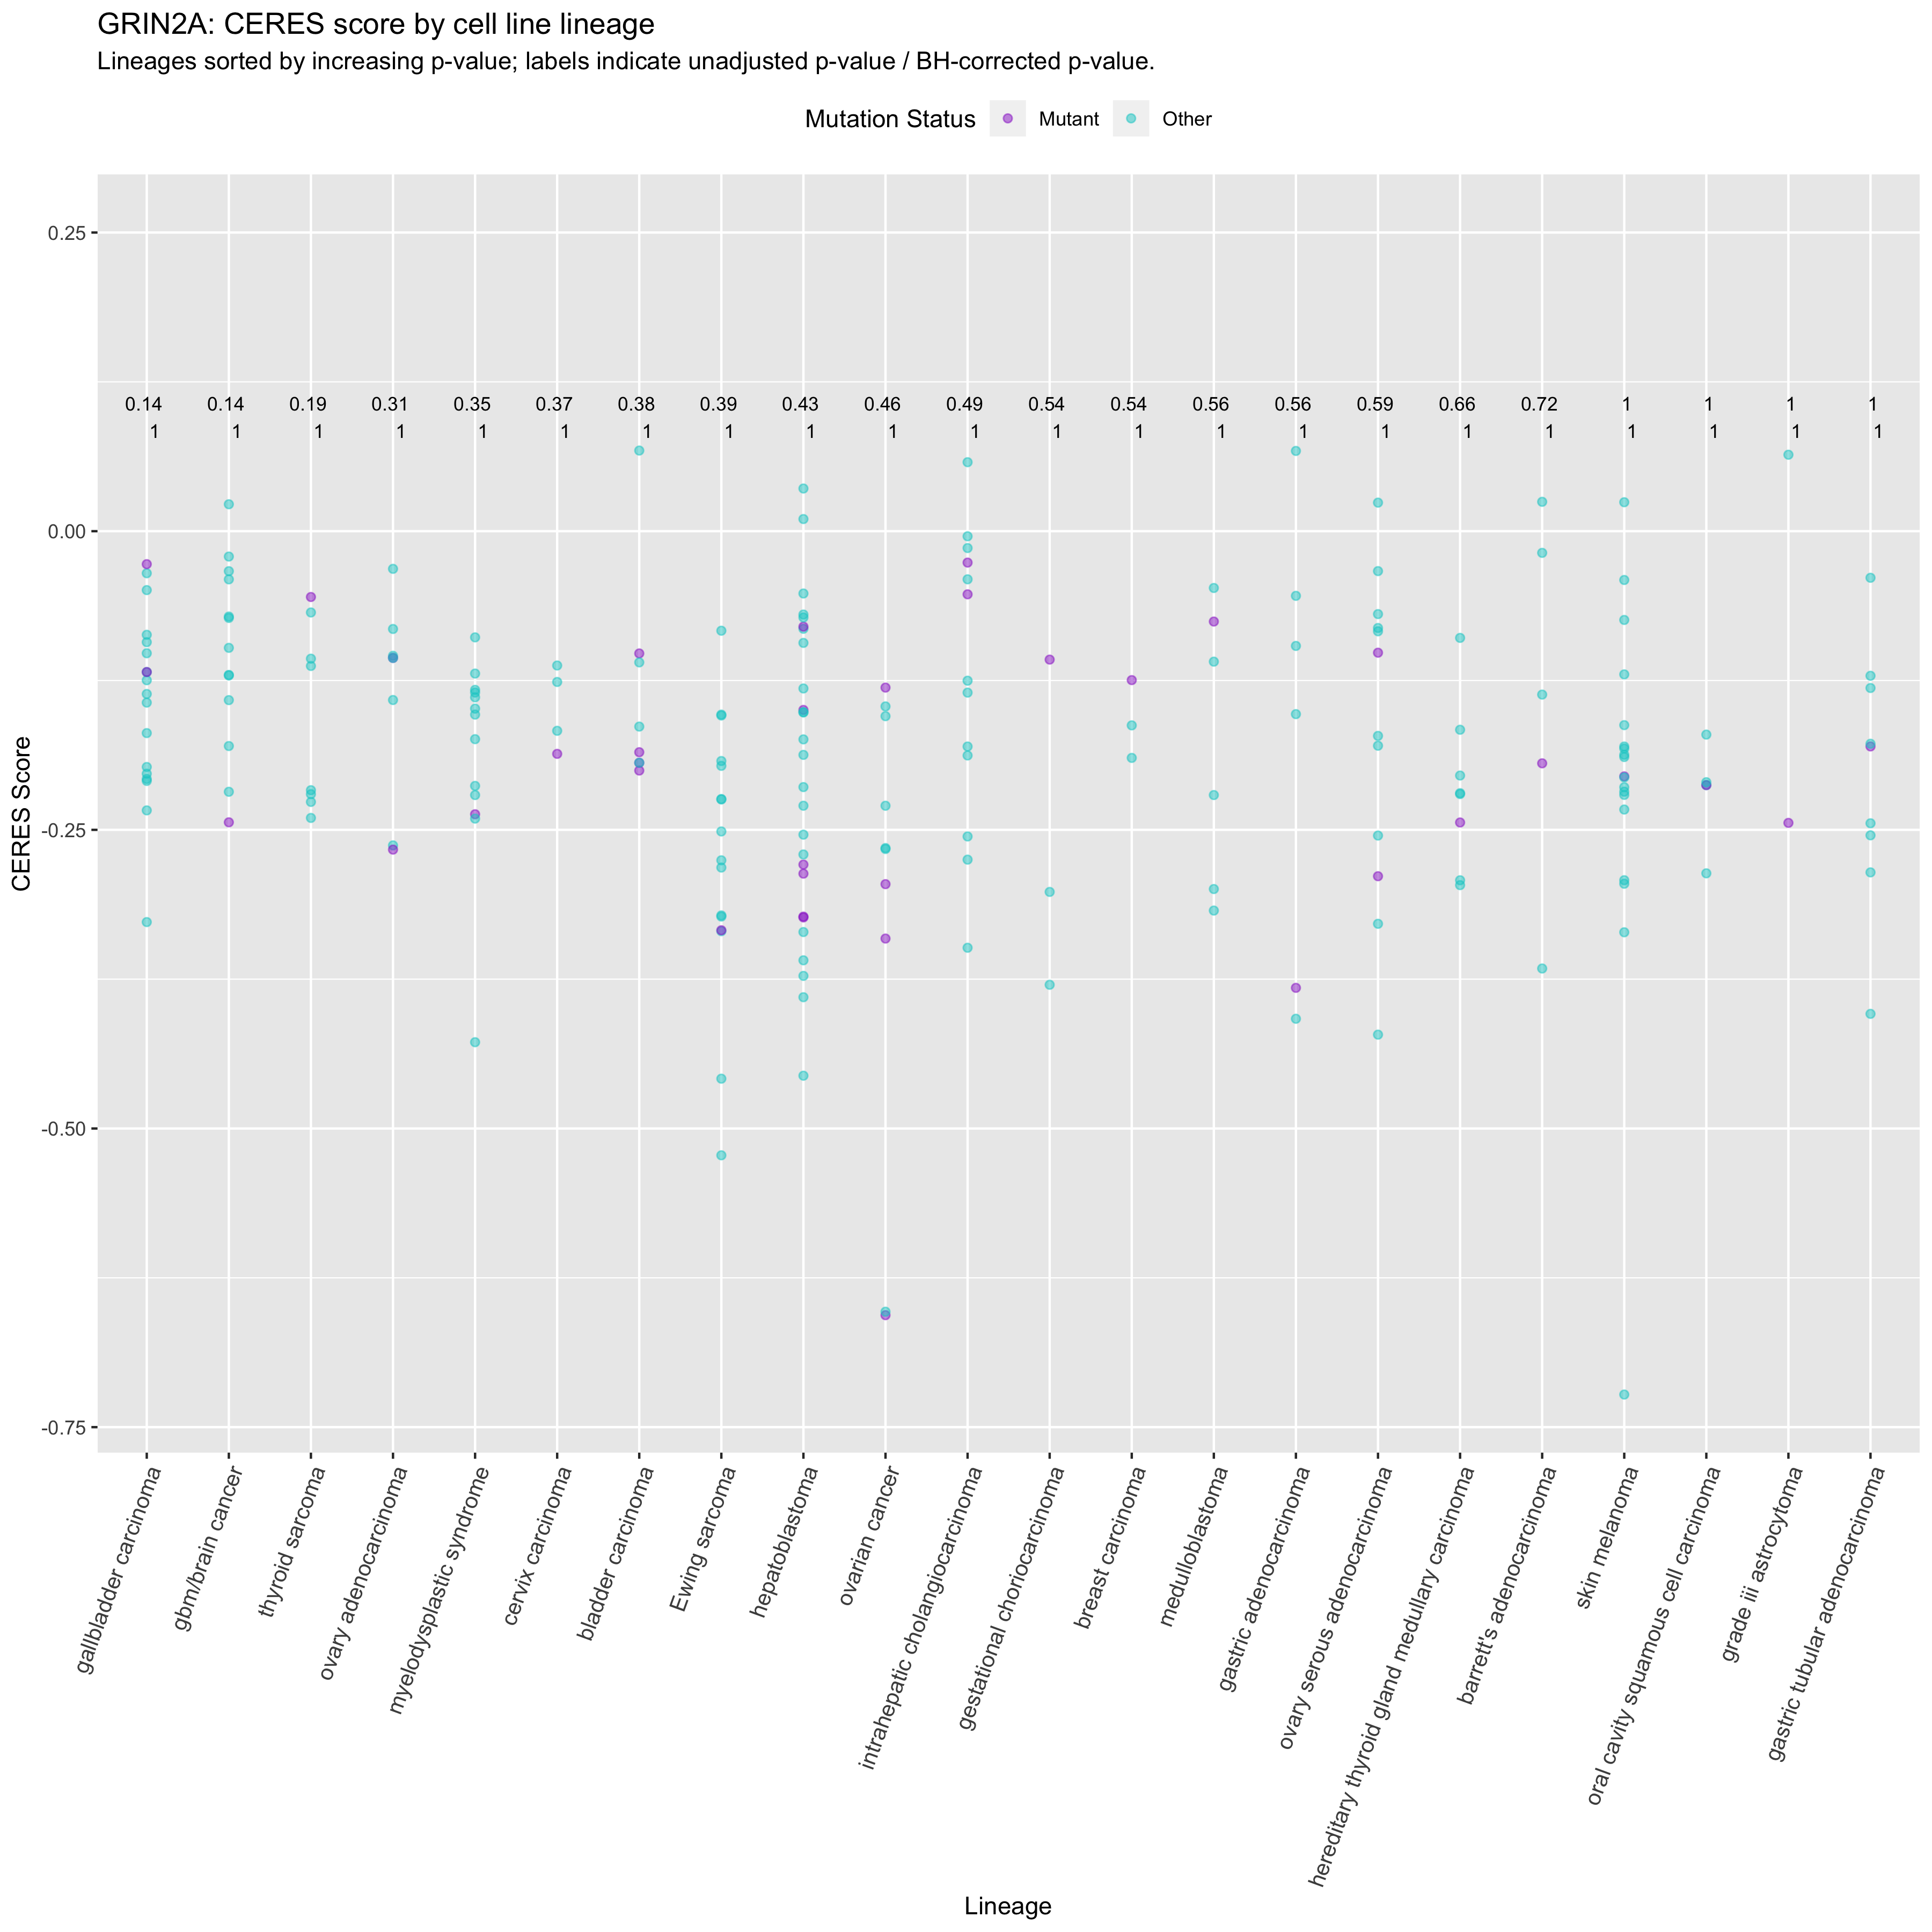 GRIN2A: CERES score by cell line lineage
Lineages sorted by increasing p-value; labels indicate unadjusted p-value / BH-corrected p-value.
Mutation Status Mutant Other
0.25
0.14 0.14 0.19 0.31 0.35 0.37 0.38 0.39 0.43 0.46 0.49 0.54 0.54 0.56 0.56 0.59 0.66 0.72 1 1 1 1
1 1 1 1 1 1 1 1 1 1 1 1 1 1 1 1 1 1 1 1 1 1
0.00
-0.25
-0.50
-0.75
CERES Score
gallbladder carcinoma
gbm/brain cancer
thyroid sarcoma
ovary adenocarcinoma
myelodysplastic syndrome
cervix carcinoma
bladder carcinoma
Ewing sarcoma
hepatoblastoma
ovarian cancer
intrahepatic cholangiocarcinoma
gestational choriocarcinoma
breast carcinoma
medulloblastoma
gastric adenocarcinoma
ovary serous adenocarcinoma
hereditary thyroid gland medullary carcinoma
barrett's adenocarcinoma
skin melanoma
oral cavity squamous cell carcinoma
grade iii astrocytoma
gastric tubular adenocarcinoma
Lineage